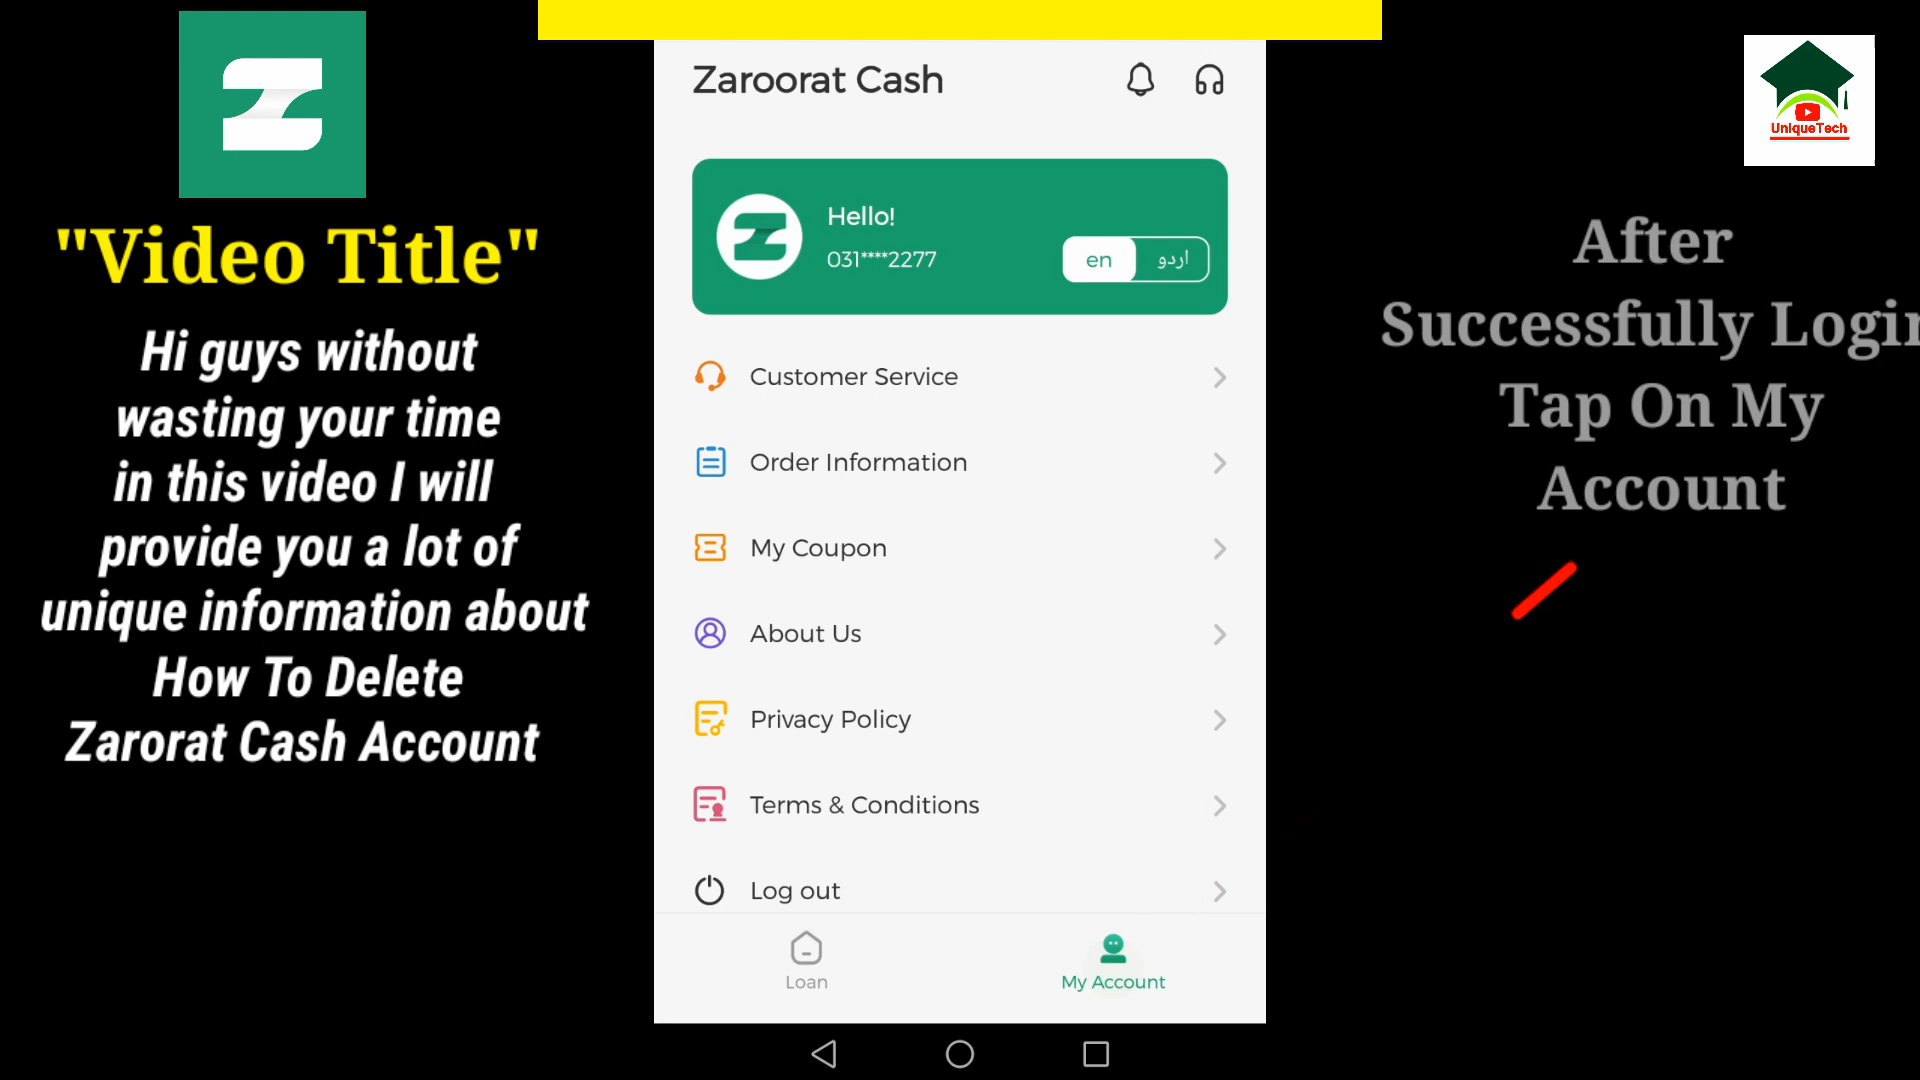 "Video Title"
Hi guys without
wasting your time
in this video I will
provide you a lot of
unique information about
How To Delete
Zarorat Cash Account
Zaroorat Cash
Hello!
031****2277
en
اردو
Customer Service
Order Information
My Coupon
About Us
Privacy Policy
Terms & Conditions
Log out
Loan
My Account
UniqueTech
After
Successfully Login
Tap On My
Account